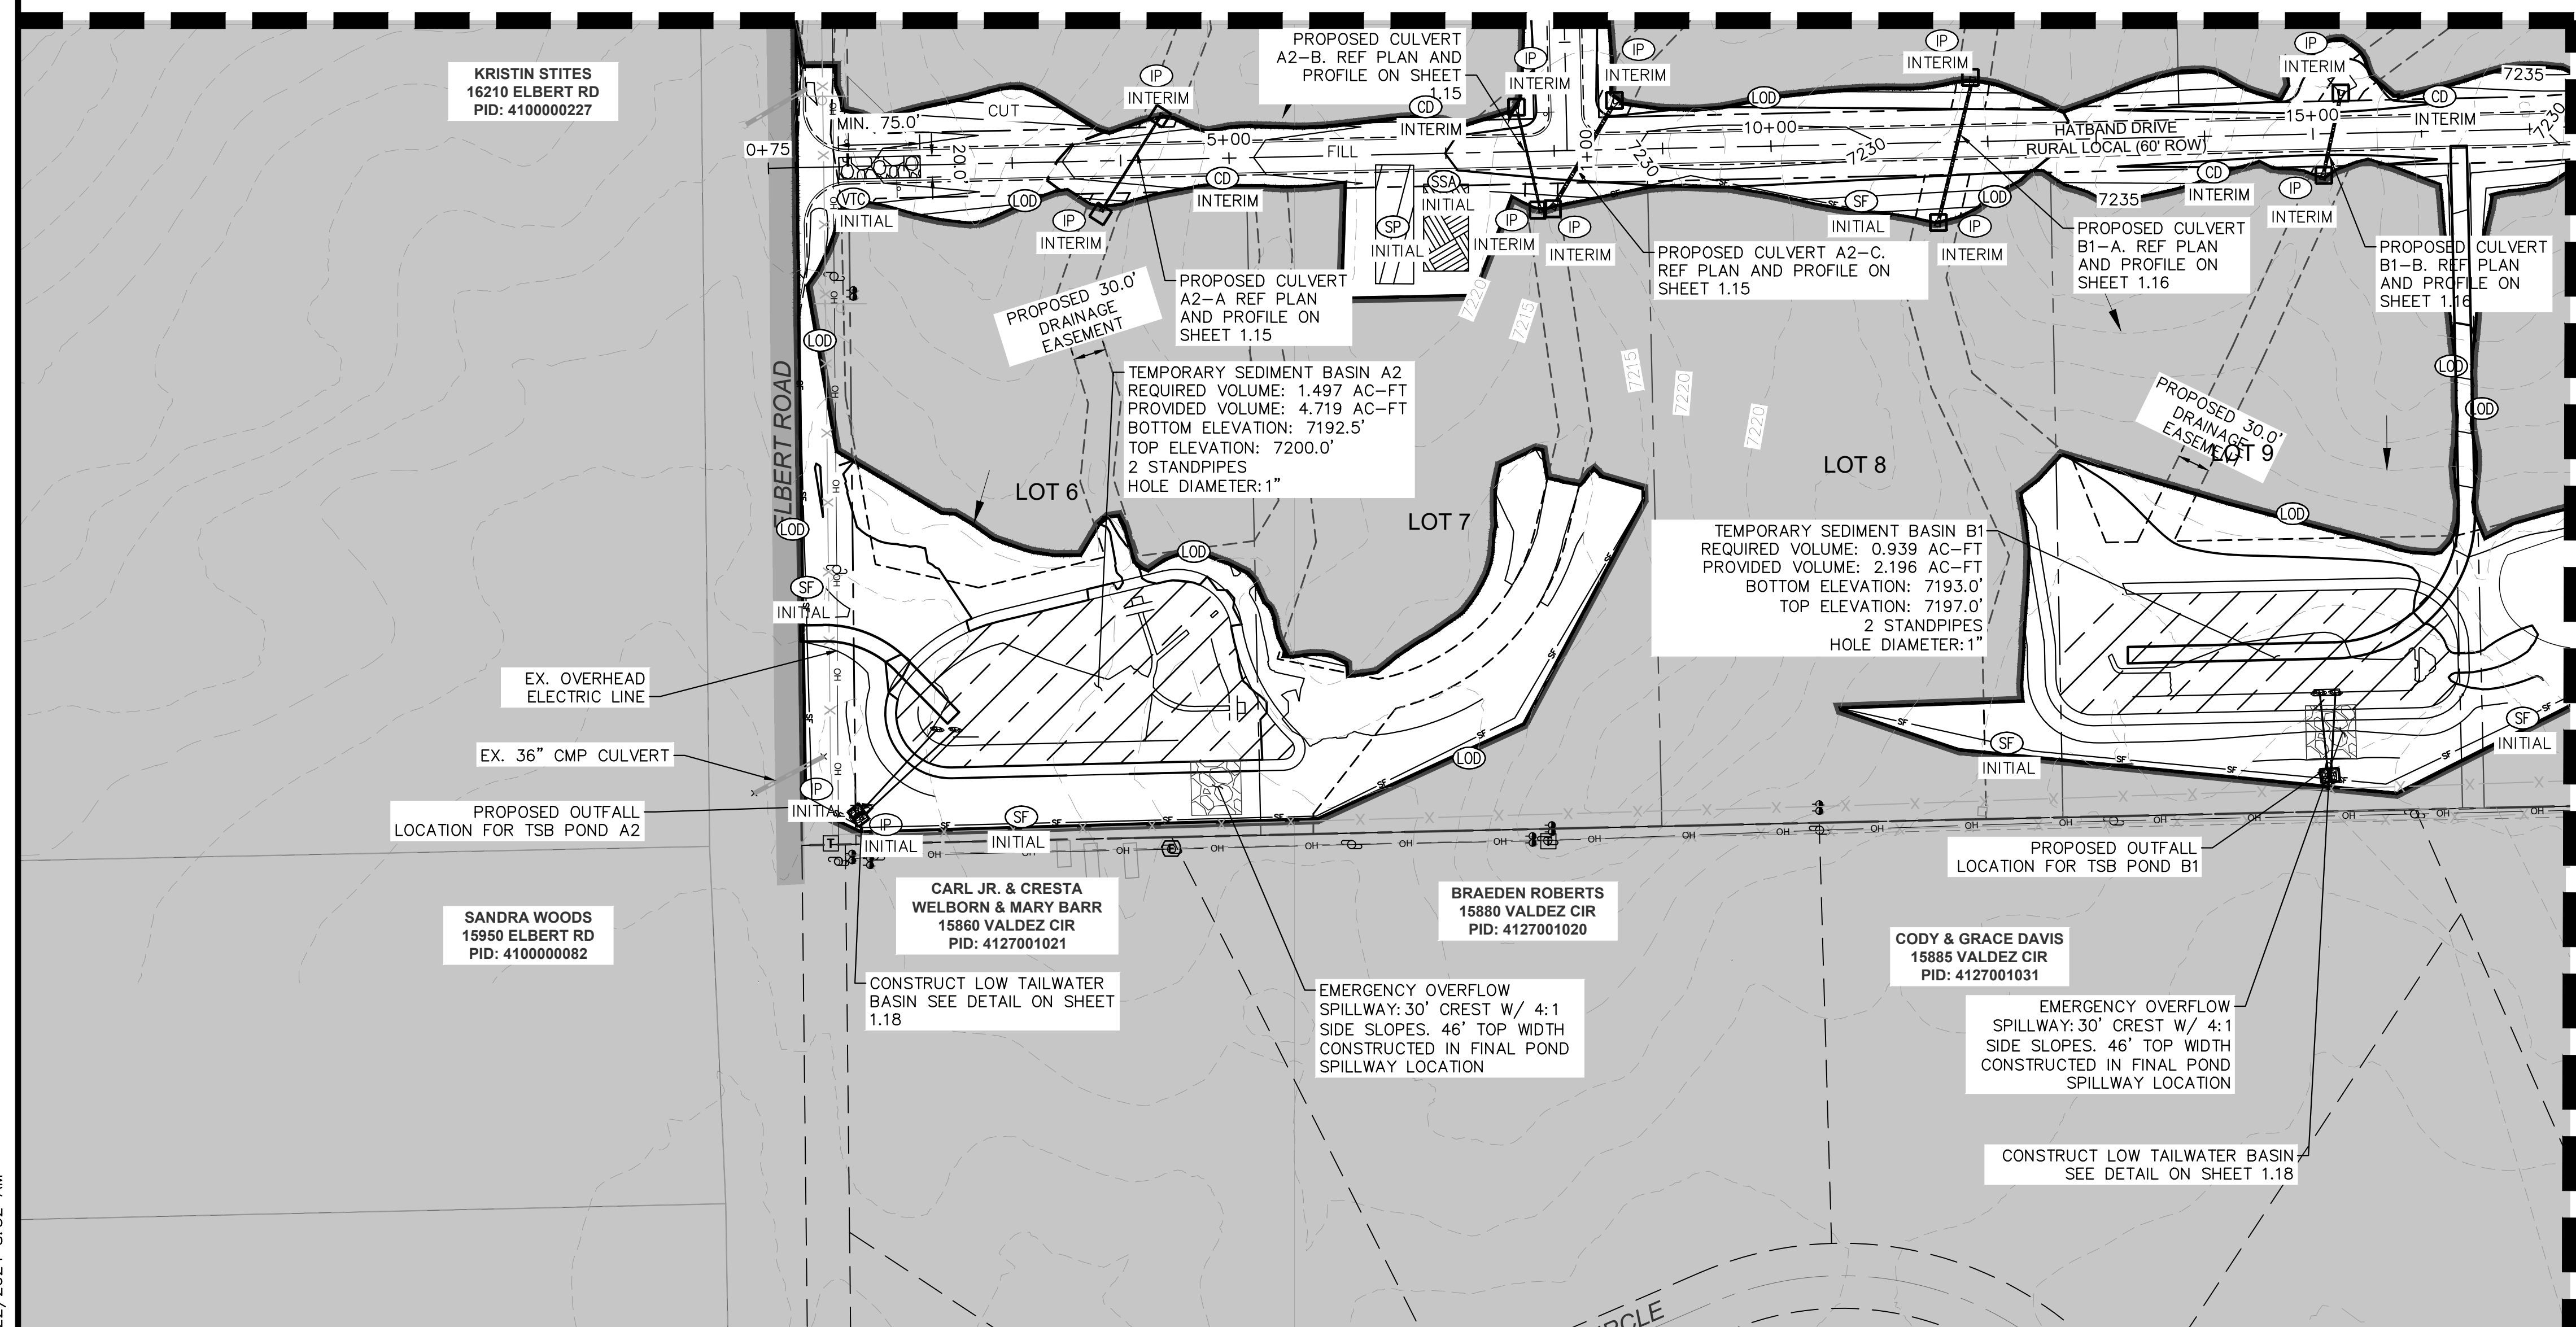 KRISTIN STITES
16210 ELBERT RD
PID: 4100000227
PROPOSED CULVERT
A2-B. REF PLAN AND
PROFILE ON SHEET
1.15
IP
INTERIM
IP
INTERIM
IP
INTERIM
IP
INTERIM
IP
INTERIM
7235
CUT
CD
INTERIM
LOD
CD
INTERIM
MIN. 75.0'
0+75
20.0'
5+00
FILL
10+00
15+00
+00
7230
7230
7230
HATBAND DRIVE
RURAL LOCAL (60' ROW)
VTC
INITIAL
LOD
CD
INTERIM
SSA
INITIAL
SP
INITIAL
SF
INITIAL
LOD
CD
INTERIM
7235
IP
INTERIM
IP
INTERIM
IP
INTERIM
IP
INTERIM
IP
INTERIM
PROPOSED CULVERT
A2-A REF PLAN
AND PROFILE ON
SHEET 1.15
PROPOSED CULVERT A2-C.
REF PLAN AND PROFILE ON
SHEET 1.15
PROPOSED CULVERT
B1-A. REF PLAN
AND PROFILE ON
SHEET 1.16
PROPOSED CULVERT
B1-B. REF PLAN
AND PROFILE ON
SHEET 1.16
PROPOSED 30.0'
DRAINAGE
EASEMENT
7220
7215
7215
7220
7220
LOD
LOD
LOD
ELBERT ROAD
TEMPORARY SEDIMENT BASIN A2
REQUIRED VOLUME: 1.497 AC-FT
PROVIDED VOLUME: 4.719 AC-FT
BOTTOM ELEVATION: 7192.5'
TOP ELEVATION: 7200.0'
2 STANDPIPES
HOLE DIAMETER:1"
PROPOSED 30.0'
DRAINAGE
EASEMENT
LOT 6
LOT 7
LOT 8
LOT 9
LOD
LOD
LOD
TEMPORARY SEDIMENT BASIN B1
REQUIRED VOLUME: 0.939 AC-FT
PROVIDED VOLUME: 2.196 AC-FT
BOTTOM ELEVATION: 7193.0'
TOP ELEVATION: 7197.0'
2 STANDPIPES
HOLE DIAMETER:1"
SF
INITIAL
EX. OVERHEAD
ELECTRIC LINE
EX. 36" CMP CULVERT
PROPOSED OUTFALL
LOCATION FOR TSB POND A2
IP
INITIAL
IP
INITIAL
SF
INITIAL
LOD
SF
INITIAL
SF
INITIAL
OH
OH
OH
OH
OH
OH
OH
OH
OH
OH
OH
PROPOSED OUTFALL
LOCATION FOR TSB POND B1
SANDRA WOODS
15950 ELBERT RD
PID: 4100000082
CARL JR. & CRESTA
WELBORN & MARY BARR
15860 VALDEZ CIR
PID: 4127001021
BRAEDEN ROBERTS
15880 VALDEZ CIR
PID: 4127001020
CODY & GRACE DAVIS
15885 VALDEZ CIR
PID: 4127001031
CONSTRUCT LOW TAILWATER
BASIN SEE DETAIL ON SHEET
1.18
EMERGENCY OVERFLOW
SPILLWAY:30' CREST W/ 4:1
SIDE SLOPES. 46' TOP WIDTH
CONSTRUCTED IN FINAL POND
SPILLWAY LOCATION
EMERGENCY OVERFLOW
SPILLWAY:30' CREST W/ 4:1
SIDE SLOPES. 46' TOP WIDTH
CONSTRUCTED IN FINAL POND
SPILLWAY LOCATION
CONSTRUCT LOW TAILWATER BASIN
SEE DETAIL ON SHEET 1.18